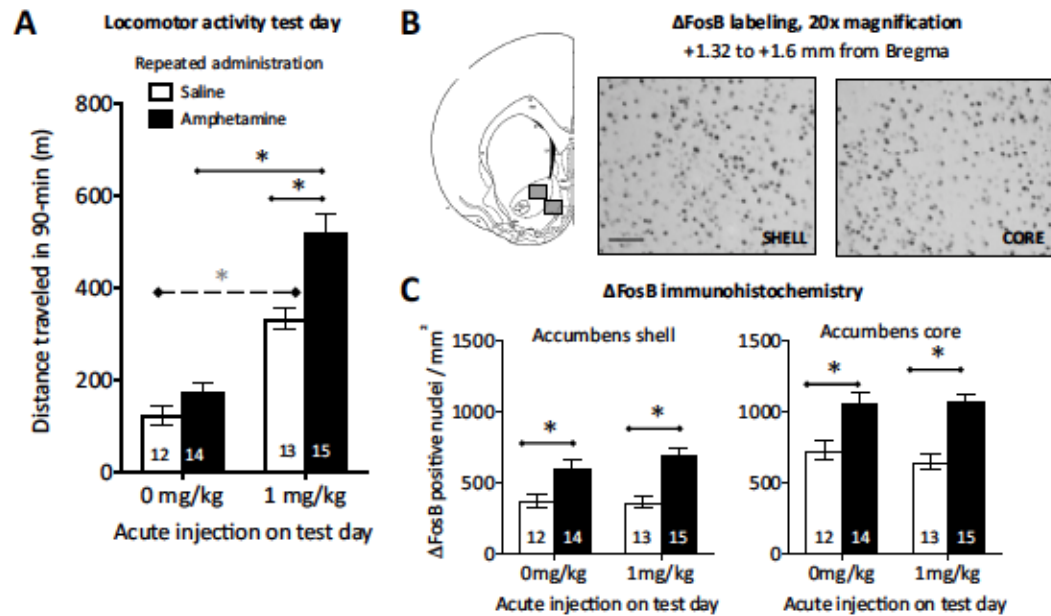 A
Locomotor activity test day
Repeated administration
Saline
Amphetamine
Distance traveled in 90-min (m)
800
600
400
200
0
*
*
*
12
14
13
15
0 mg/kg
1 mg/kg
Acute injection on test day
B
ΔFosB labeling, 20x magnification
+1.32 to +1.6 mm from Bregma
SHELL
CORE
C
ΔFosB immunohistochemistry
Accumbens shell
ΔFosB positive nuclei / mm²
1500
1000
500
0
*
*
12
14
13
15
0mg/kg
1mg/kg
Acute injection on test day
Accumbens core
1500
1000
500
0
*
*
12
14
13
15
0mg/kg
1mg/kg
Acute injection on test day